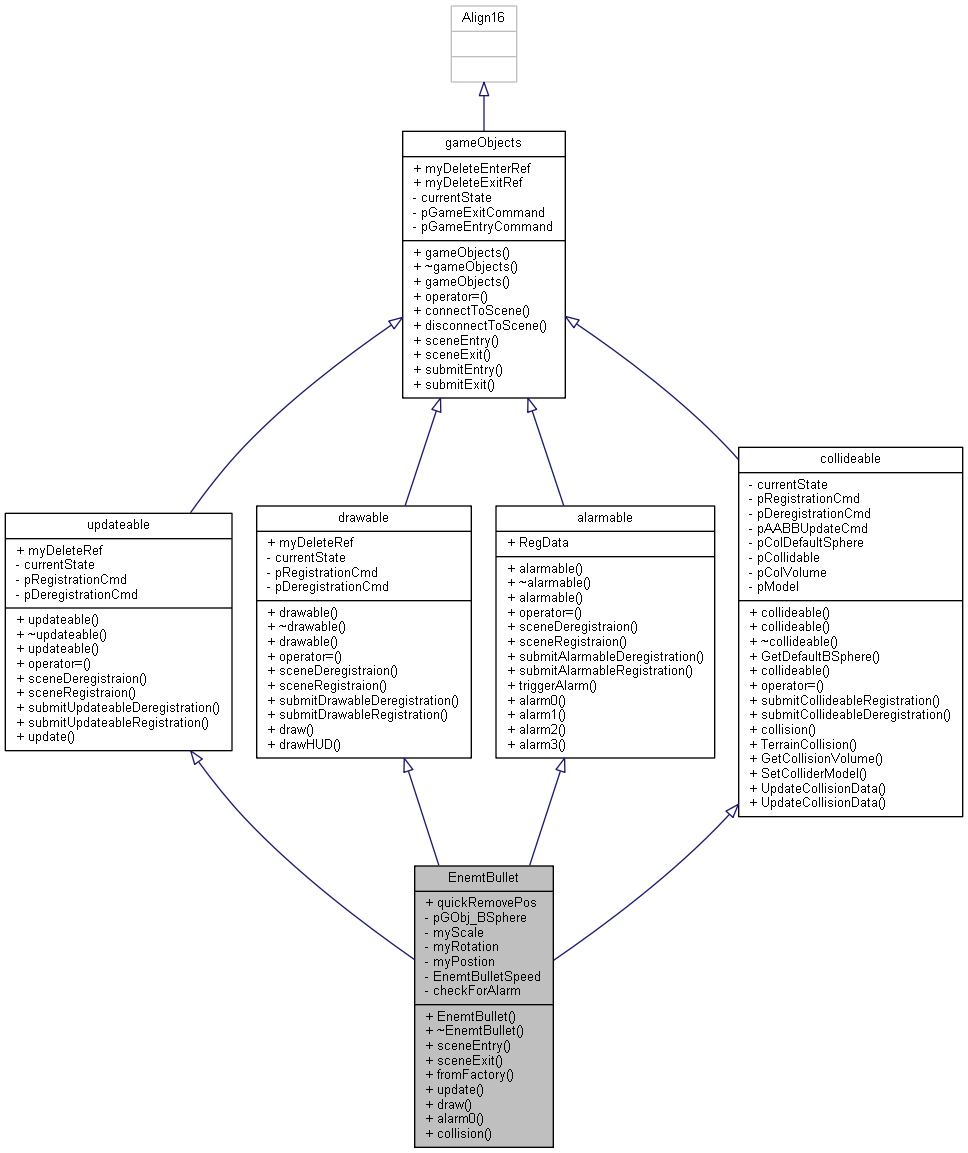 Align16
gameObjects
+ myDeleteEnterRef
+ myDeleteExitRef
- currentState
- pGameExitCommand
- pGameEntryCommand
+ gameObjects()
+ ~gameObjects()
+ gameObjects()
+ operator=()
+ connectToScene()
+ disconnectToScene()
+ sceneEntry()
+ sceneExit()
+ submitEntry()
+ submitExit()
updateable
+ myDeleteRef
- currentState
- pRegistrationCmd
- pDeregistrationCmd
+ updateable()
+ ~updateable()
+ updateable()
+ operator=()
+ sceneDeregistraion()
+ sceneRegistraion()
+ submitUpdateableDeregistration()
+ submitUpdateableRegistration()
+ update()
drawable
+ myDeleteRef
- currentState
- pRegistrationCmd
- pDeregistrationCmd
+ drawable()
+ ~drawable()
+ drawable()
+ operator=()
+ sceneDeregistraion()
+ sceneRegistraion()
+ submitDrawableDeregistration()
+ submitDrawableRegistration()
+ draw()
+ drawHUD()
alarmable
+ RegData
+ alarmable()
+ ~alarmable()
+ alarmable()
+ operator=()
+ sceneDeregistraion()
+ sceneRegistraion()
+ submitAlarmableDeregistration()
+ submitAlarmableRegistration()
+ triggerAlarm()
+ alarm0()
+ alarm1()
+ alarm2()
+ alarm3()
collideable
- currentState
- pRegistrationCmd
- pDeregistrationCmd
- pAABBUpdateCmd
- pColDefaultSphere
- pCollidable
- pColVolume
- pModel
+ collideable()
+ collideable()
+ ~collideable()
+ GetDefaultBSphere()
+ collideable()
+ operator=()
+ submitCollideableRegistration()
+ submitCollideableDeregistration()
+ collision()
+ TerrainCollision()
+ GetCollisionVolume()
+ SetColliderModel()
+ UpdateCollisionData()
+ UpdateCollisionData()
EnemtBullet
+ quickRemovePos
- pGObj_BSphere
- myScale
- myRotation
- myPostion
- EnemtBulletSpeed
- checkForAlarm
+ EnemtBullet()
+ ~EnemtBullet()
+ sceneEntry()
+ sceneExit()
+ fromFactory()
+ update()
+ draw()
+ alarm0()
+ collision()